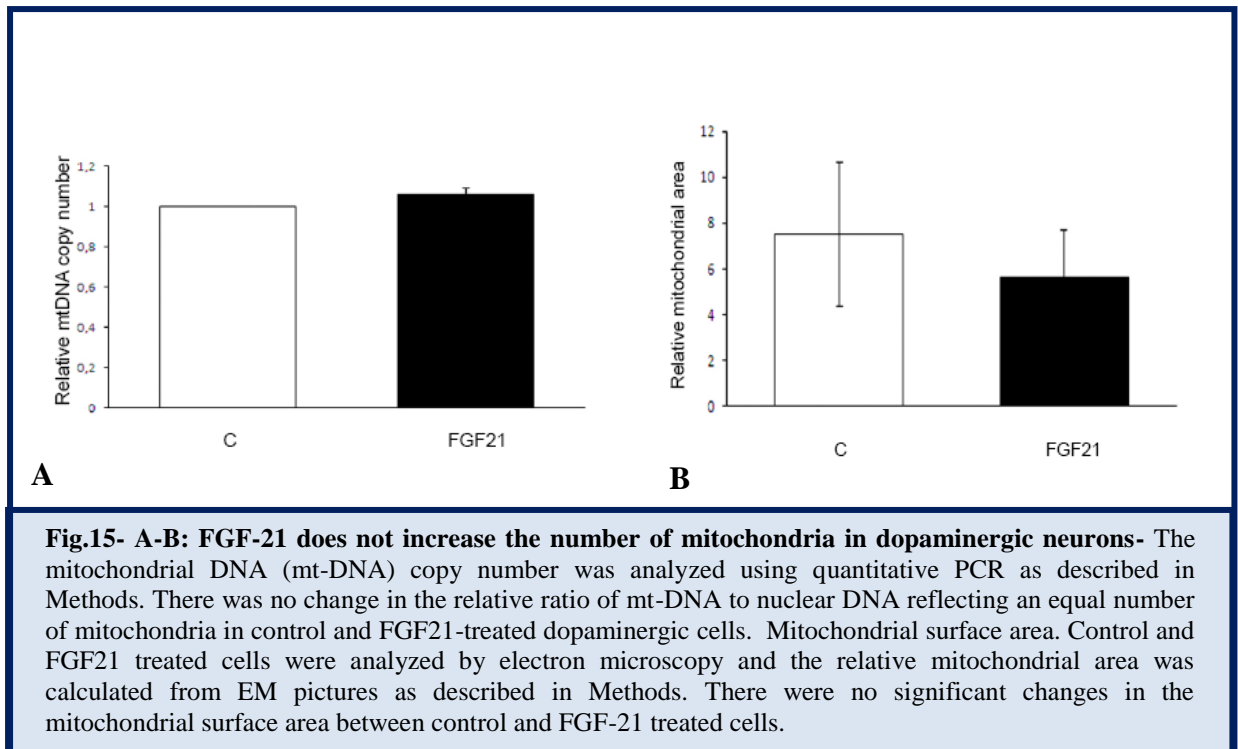 Relative mtDNA copy number
1,2
1
0,8
0,6
0,4
0,2
0
C
FGF21
A
Relative mitochondrial area
12
10
8
6
4
2
0
C
FGF21
B
Fig.15- A-B: FGF-21 does not increase the number of mitochondria in dopaminergic neurons- The
mitochondrial DNA (mt-DNA) copy number was analyzed using quantitative PCR as described in
Methods. There was no change in the relative ratio of mt-DNA to nuclear DNA reflecting an equal number
of mitochondria in control and FGF21-treated dopaminergic cells. Mitochondrial surface area. Control and
FGF21 treated cells were analyzed by electron microscopy and the relative mitochondrial area was
calculated from EM pictures as described in Methods. There were no significant changes in the
mitochondrial surface area between control and FGF-21 treated cells.